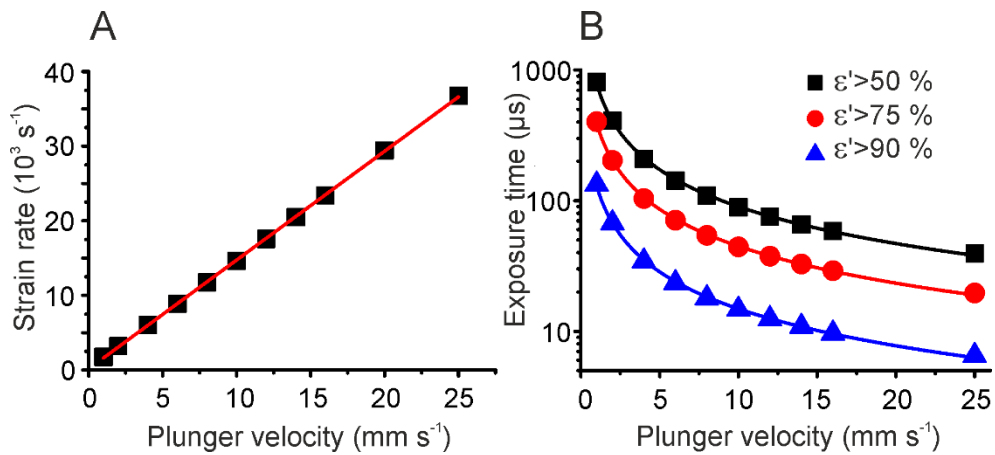 A
Strain rate (10³ s⁻¹)
40
30
20
10
0
0 5 10 15 20 25
Plunger velocity (mm s⁻¹)
B
Exposure time (µs)
1000
100
10
ε'>50 %
ε'>75 %
ε'>90 %
0 5 10 15 20 25
Plunger velocity (mm s⁻¹)